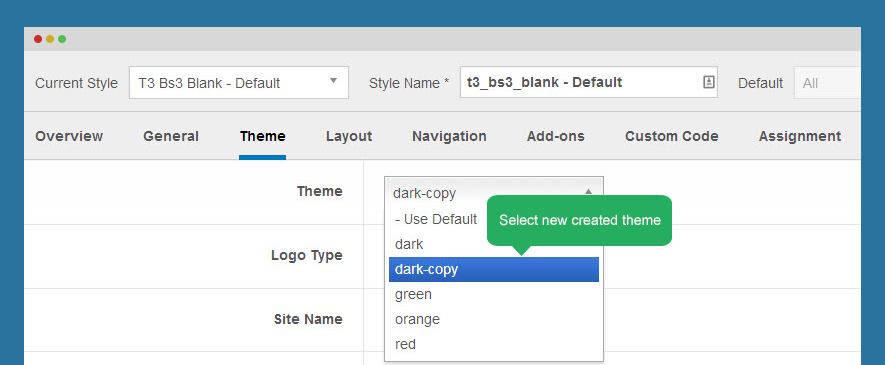 Current Style T3 Bs3 Blank - Default Style Name * t3_bs3_blank - Default Default All
Overview General Theme Layout Navigation Add-ons Custom Code Assignment
Theme dark-copy
Select new created theme
- Use Default
dark
Logo Type
dark-copy
green
Site Name orange
red